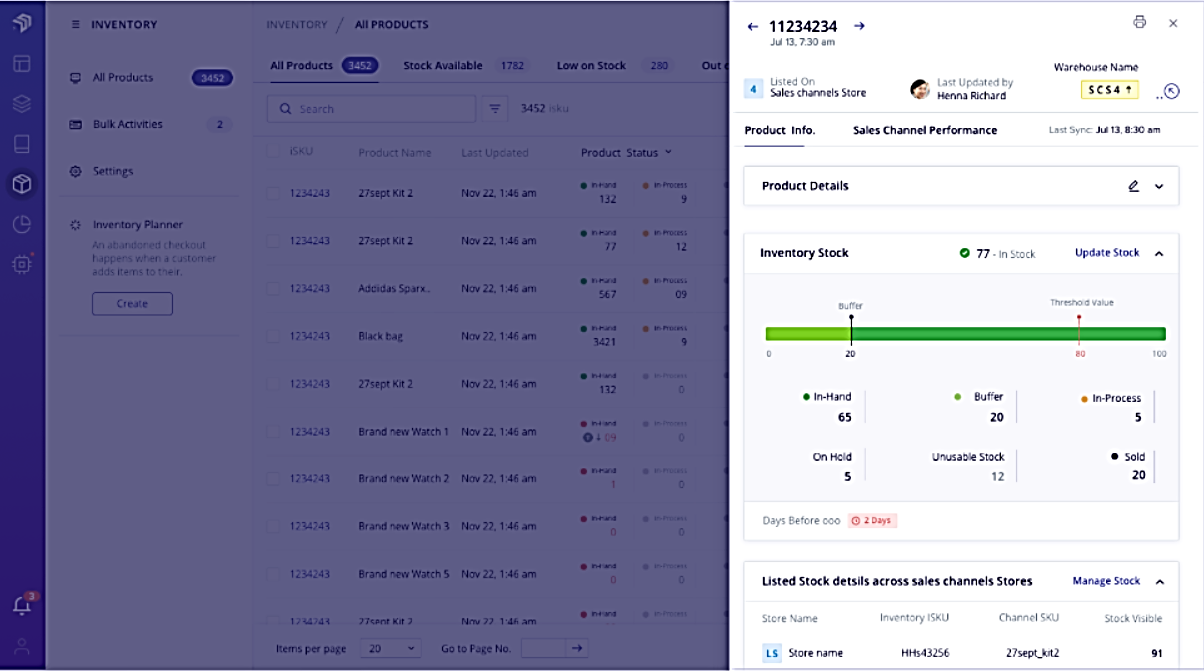 INVENTORY
All Products 3452
Bulk Activities 2
Settings
Inventory Planner
An abandoned checkout
happens when a customer
adds items to their.
Create
3
INVENTORY / All PRODUCTS
All Products 3452 Stock Available 1782 Low on Stock 280 Out
Search 3452 isku
iSKU Product Name Last Updated Product Status
In-Hand In-Process
1234243 27sept Kit 2 Nov 22, 1:46 am 132 9
In-Hand In-Process
1234243 27sept Kit 2 Nov 22, 1:46 am 77 12
In-Hand In-Process
1234243 Addidas Sparx.. Nov 22, 1:46 am 567 09
In-Hand In-Process
1234243 Black bag Nov 22, 1:46 am 3421 9
In-Hand In-Process
1234243 27sept Kit 2 Nov 22, 1:46 am 132 0
In-Hand In-Process
1234243 Brand new Watch 1 Nov 22, 1:46 am ↓ 09 0
In-Hand In-Process
1234243 Brand new Watch 2 Nov 22, 1:46 am 1 0
In-Hand In-Process
1234243 Brand new Watch 3 Nov 22, 1:46 am 0 0
In-Hand In-Process
1234243 Brand new Watch 5 Nov 22, 1:46 am 0 0
In-Hand In-Process
1234243 27sept Kit 2 Nov 22, 1:46 am
Items per page 20 Go to Page No. →
← 11234234 →
Jul 13, 7:30 am
4 Listed On
Sales channels Store
Last Updated by
Henna Richard
Warehouse Name
SCS4 ↑
Product Info. Sales Channel Performance Last Sync: Jul 13, 8:30 am
Product Details
Inventory Stock 77 - In Stock Update Stock
Buffer Threshold Value
0 20 80 100
In-Hand Buffer In-Process
65 20 5
On Hold Unusable Stock Sold
5 12 20
Days Before ooo 2 Days
Listed Stock detsils across sales channels Stores Manage Stock
Store Name Inventory ISKU Channel SKU Stock Visible
LS Store name HHs43256 27sept_kit2 91